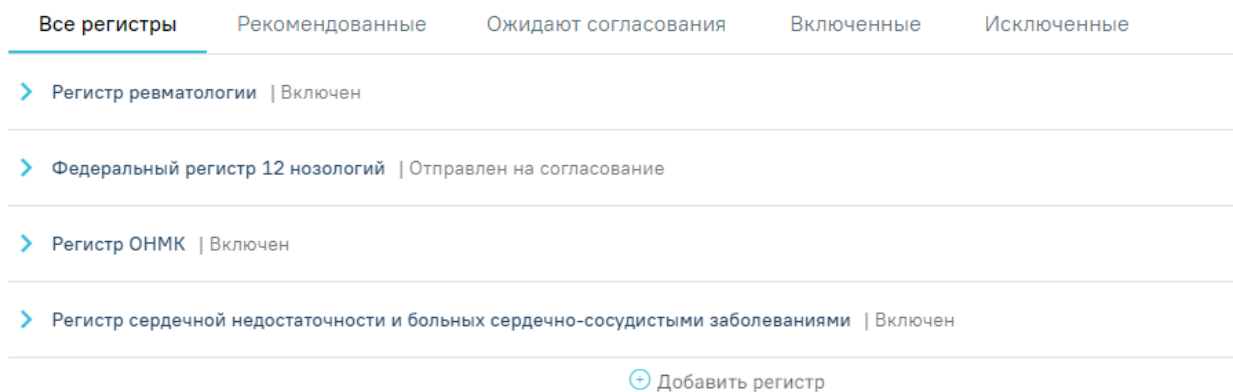 Все регистры Рекомендованные Ожидают согласования Включенные Исключенные
Регистр ревматологии | Включен
Федеральный регистр 12 нозологий | Отправлен на согласование
Регистр ОНМК | Включен
Регистр сердечной недостаточности и больных сердечно-сосудистыми заболеваниями | Включен
Добавить регистр